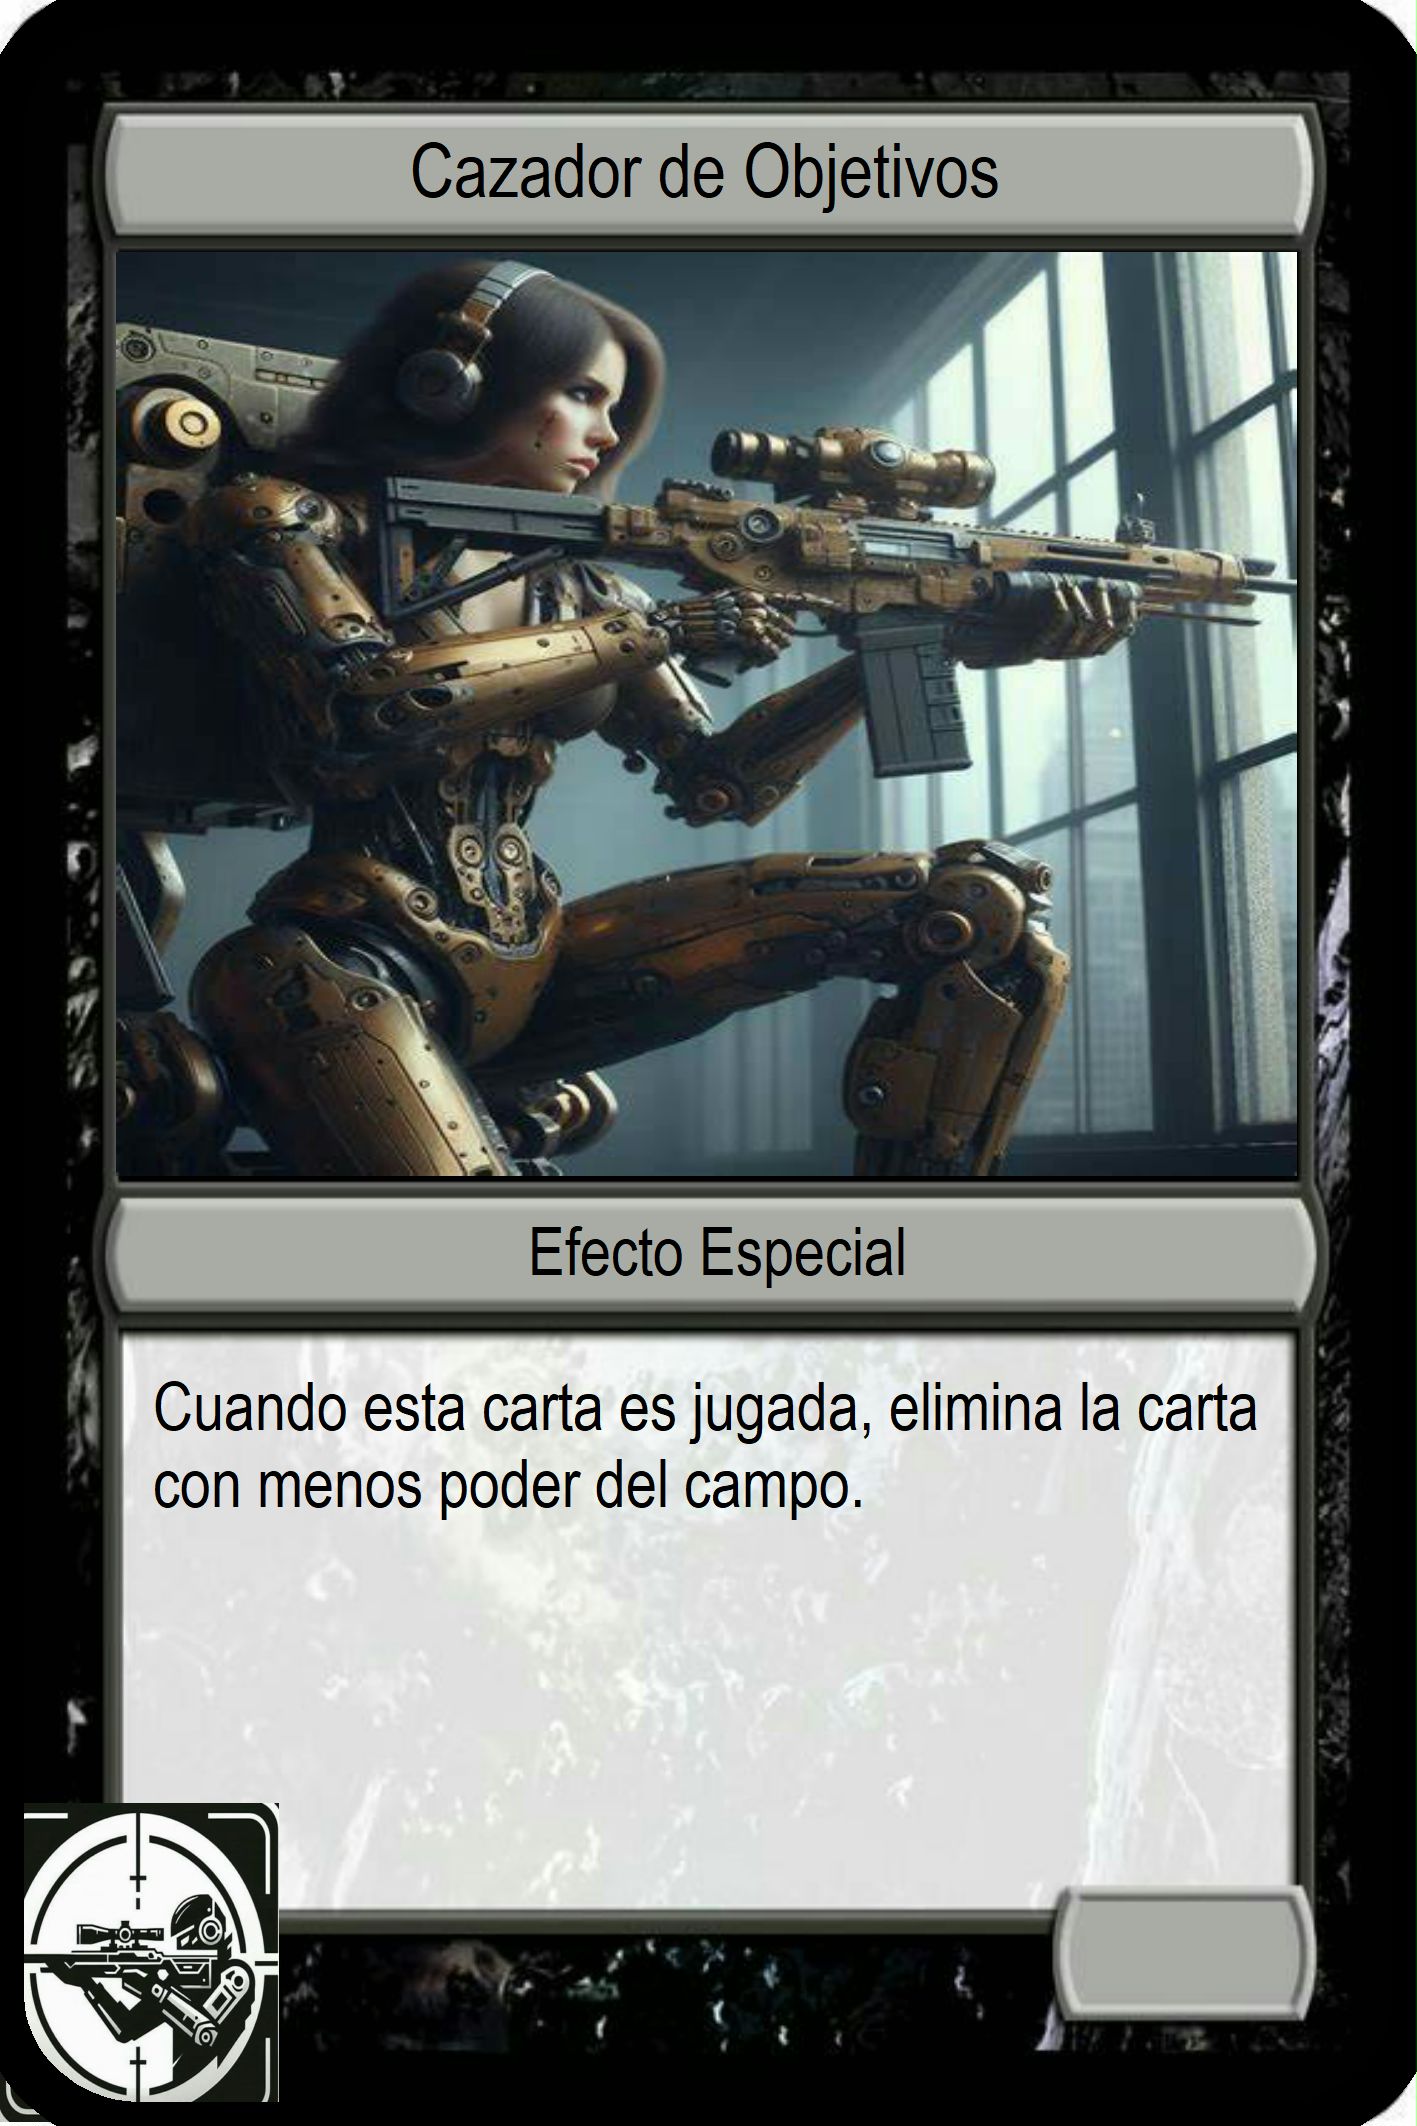 Cazador de Objetivos
Efecto Especial
Cuando esta carta es jugada, elimina la carta
con menos poder del campo.